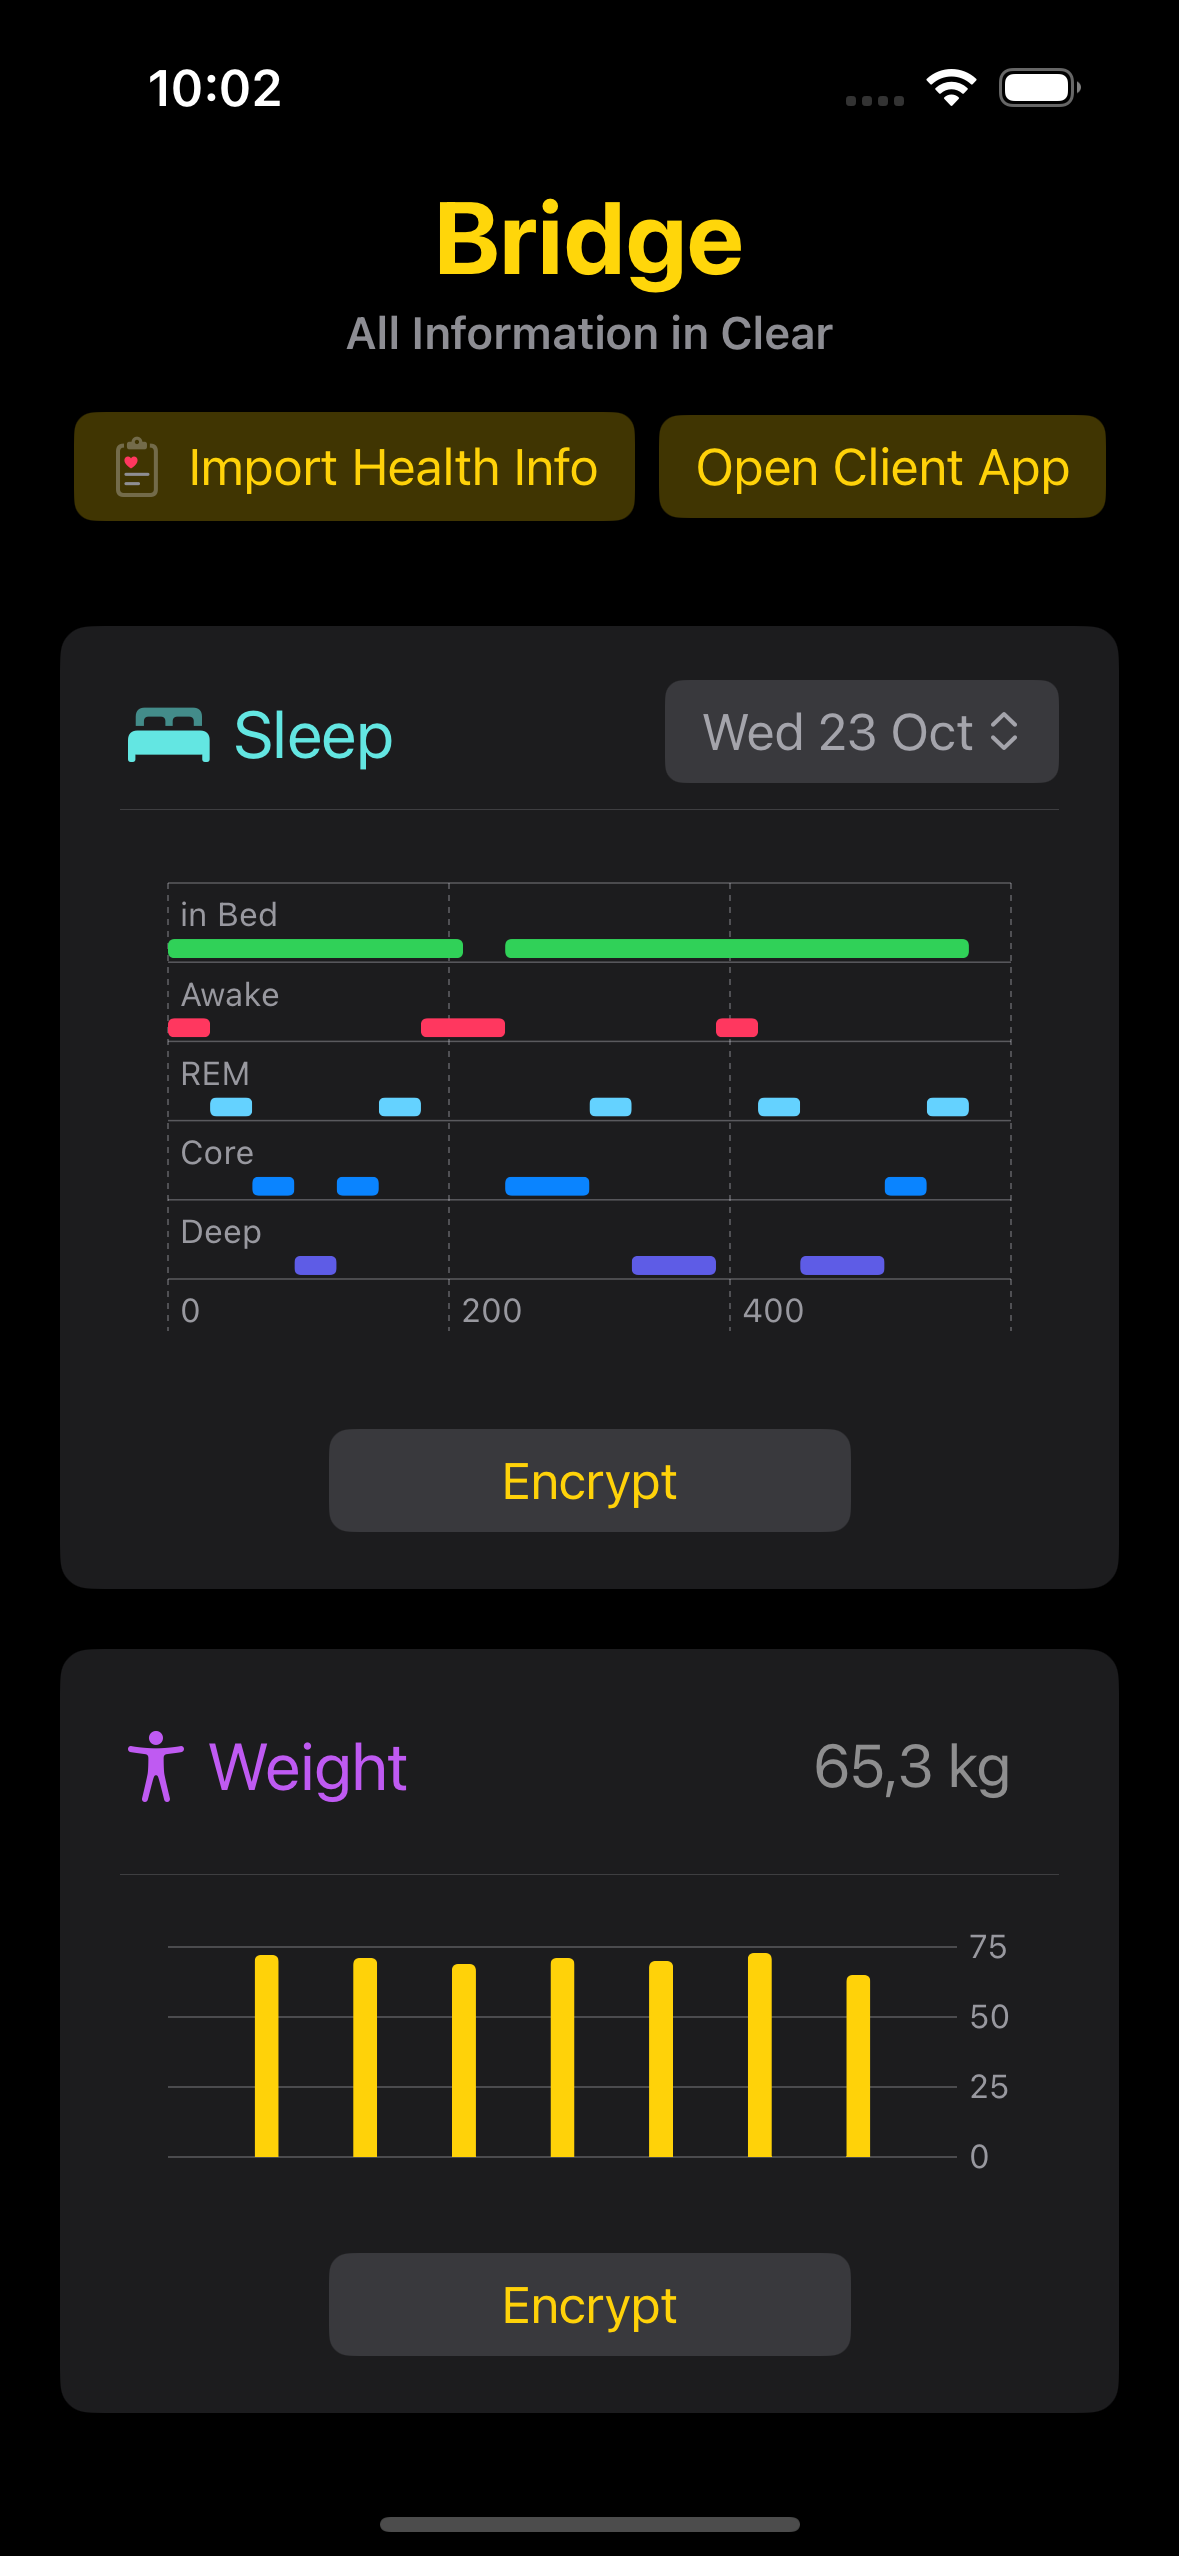 10:02
Bridge
All Information in Clear
Import Health Info
Open Client App
Sleep
Wed 23 Oct
in Bed
Awake
REM
Core
Deep
0 200 400
Encrypt
Weight
65,3 kg
75
50
25
0
Encrypt